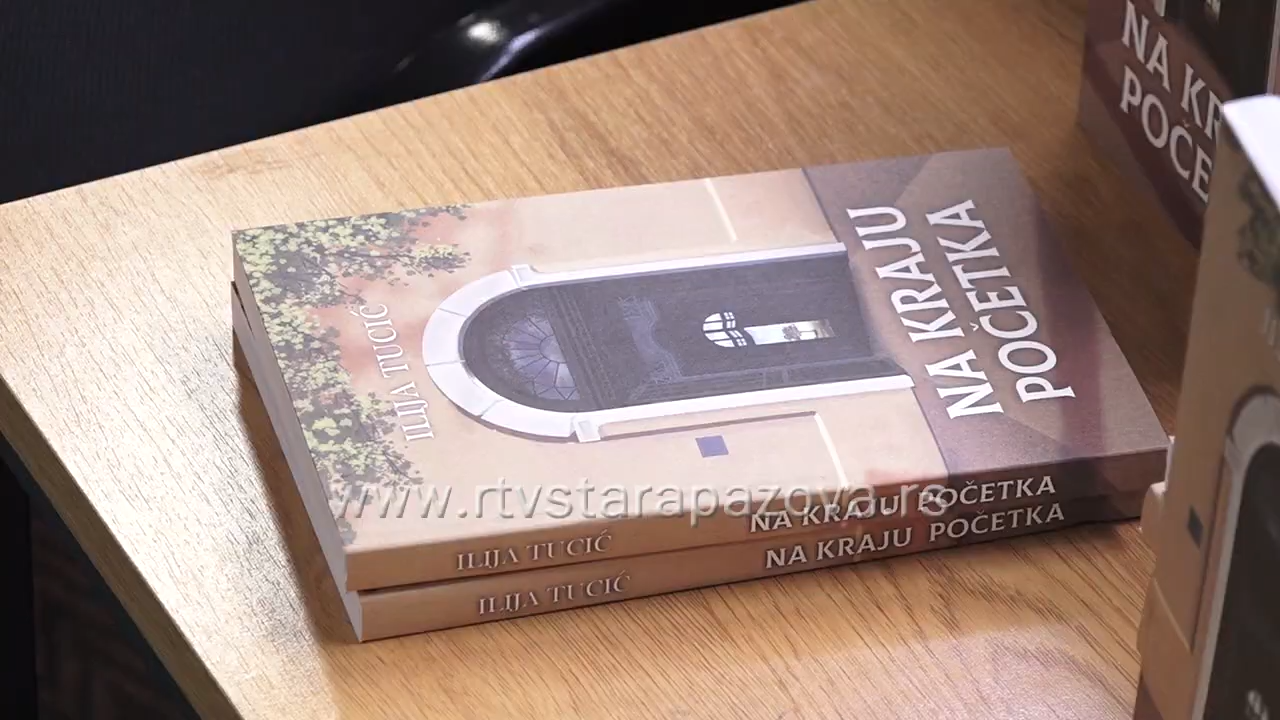 ILIJA TUCIĆ
NA KRAJU
POČETKA
www.rtvstarapazova.rs
ILIJA TUCIĆ NA KRAJU POČETKA
ILIJA TUCIĆ NA KRAJU POČETKA
NA KR
POČE